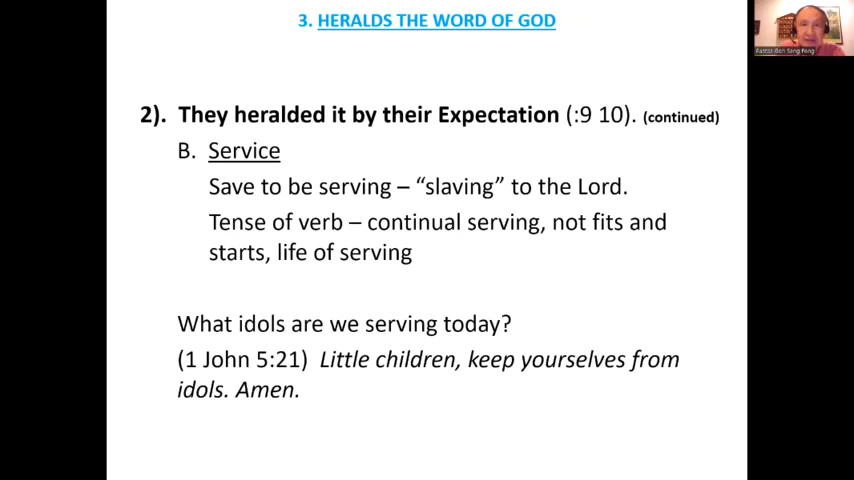 3. HERALDS THE WORD OF GOD
2). They heralded it by their Expectation (:9 10). (continued)
B. Service
Save to be serving – “slaving” to the Lord.
Tense of verb – continual serving, not fits and
starts, life of serving
What idols are we serving today?
(1 John 5:21) Little children, keep yourselves from
idols. Amen.